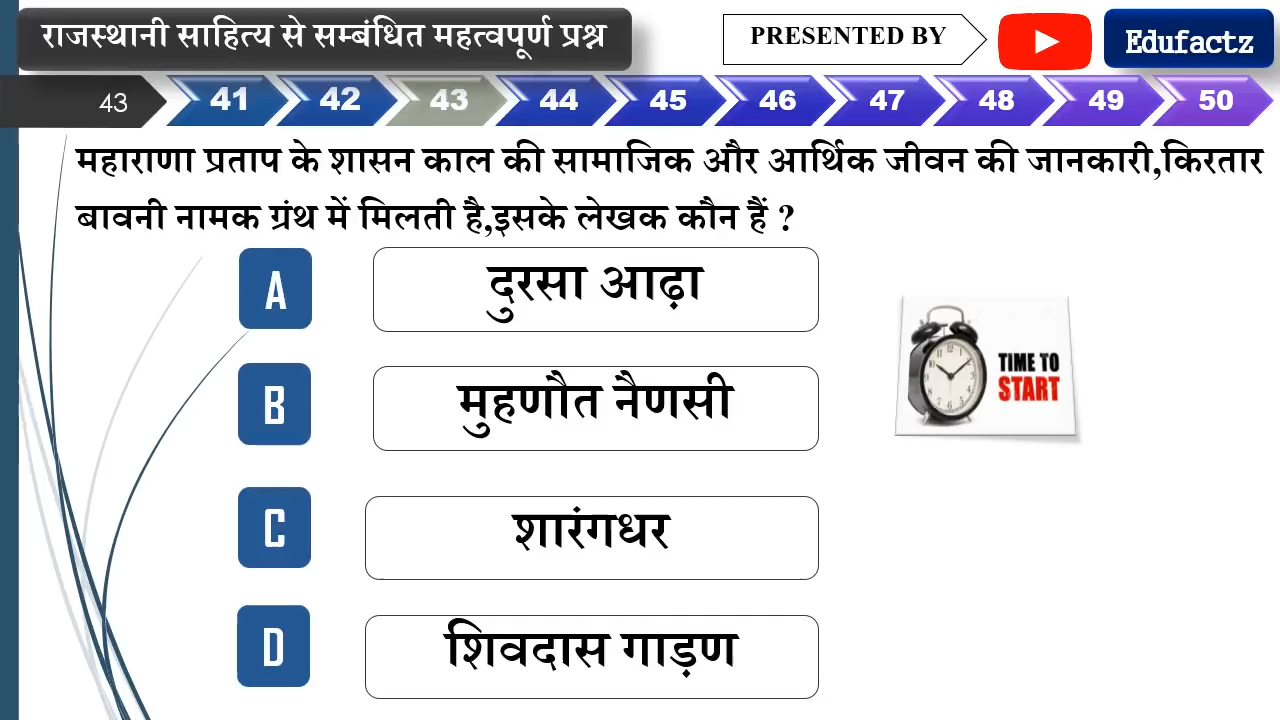 राजस्थानी साहित्य से सम्बंधित महत्वपूर्ण प्रश्न
PRESENTED BY
Edufactz
43 41 42 43 44 45 46 47 48 49 50
महाराणा प्रताप के शासन काल की सामाजिक और आर्थिक जीवन की जानकारी,किरतार
बावनी नामक ग्रंथ में मिलती है,इसके लेखक कौन हैं ?
A दुरसा आढ़ा
TIME TO
START
B मुहणौत नैणसी
C शारंगधर
D शिवदास गाड़ण